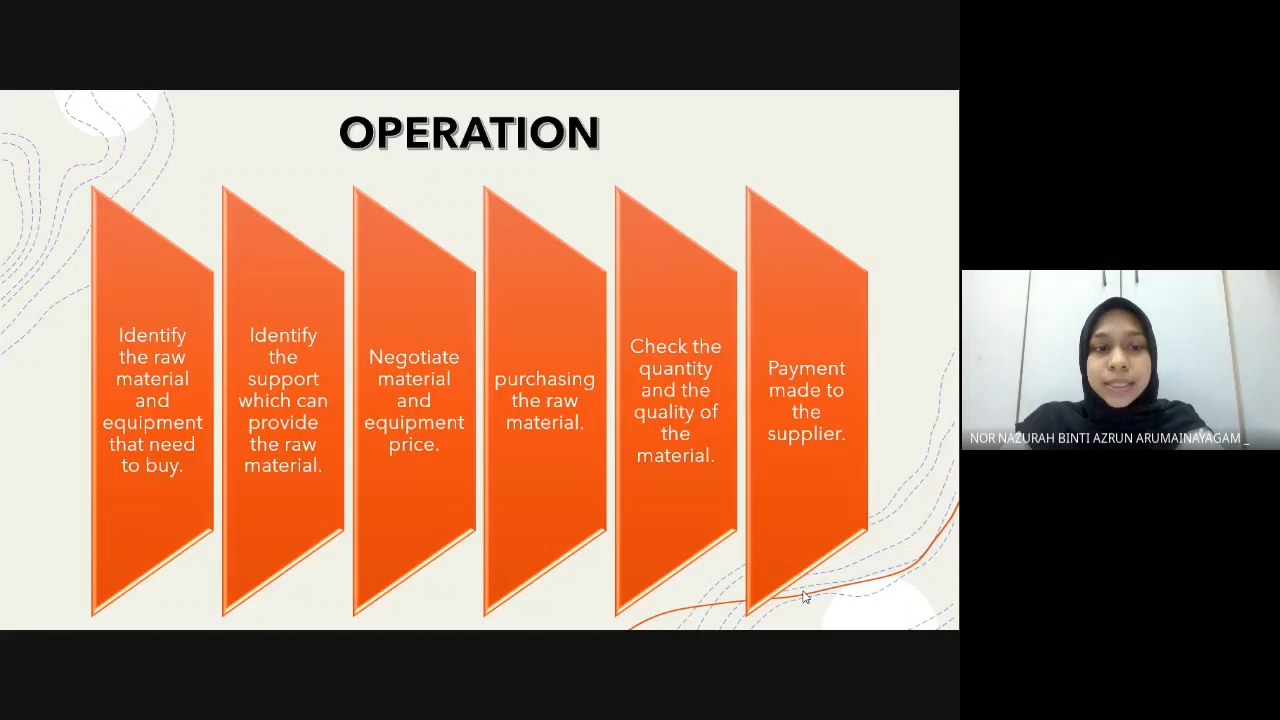 OPERATION
Identify
the raw
material
and
equipment
that need
to buy.
Identify
the
support
which can
provide
the raw
material.
Negotiate
material
and
equipment
price.
purchasing
the raw
material.
Check the
quantity
and the
quality of
the
material.
Payment
made to
the
supplier.
NOR NAZURAH BINTI AZRUN ARUMAINAYAGAM _